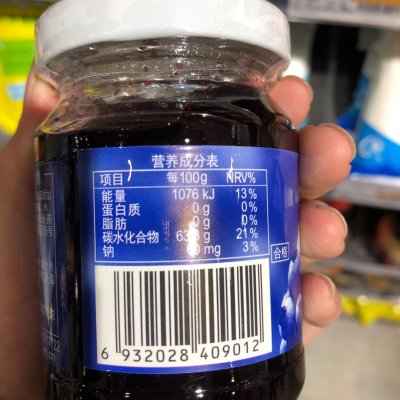 营养成分表
项目 每100g NRV%
能量 1076 kJ 13%
蛋白质 0 g 0%
脂肪 0 g 0%
碳水化合物 g 21%
钠 mg 3%
合格
6 932028 409012